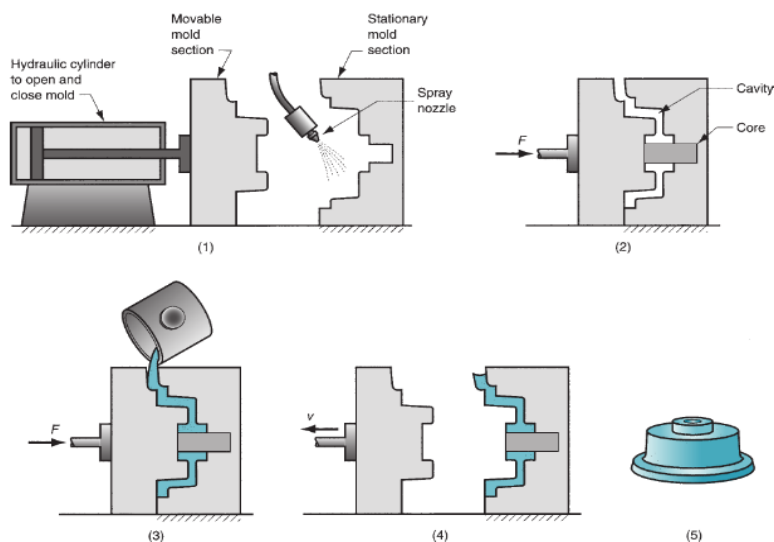 Movable
mold
section
Stationary
mold
section
Hydraulic cylinder
to open and
close mold
Spray
nozzle
Cavity
Core
F
(1)
(2)
F
v
(3)
(4)
(5)